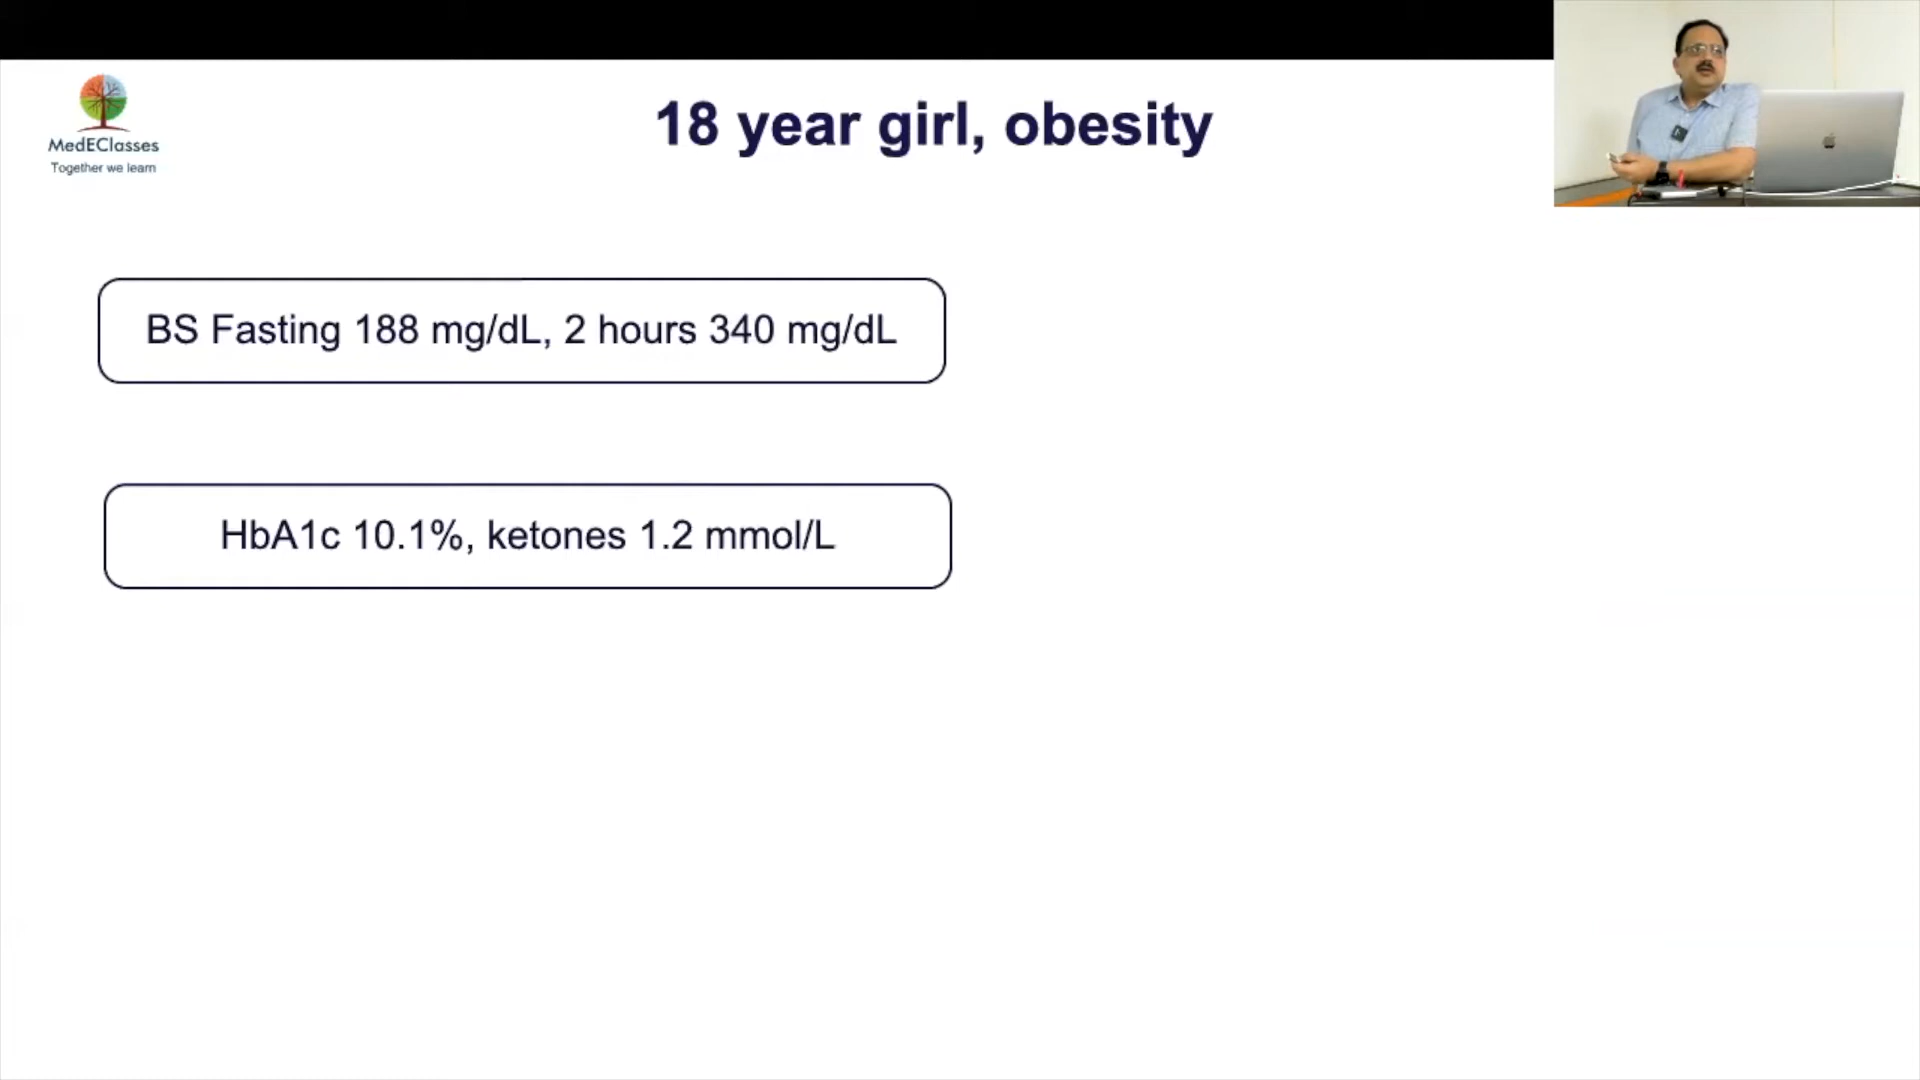 MedEClasses
Together we learn
18 year girl, obesity
BS Fasting 188 mg/dL, 2 hours 340 mg/dL
HbA1c 10.1%, ketones 1.2 mmol/L